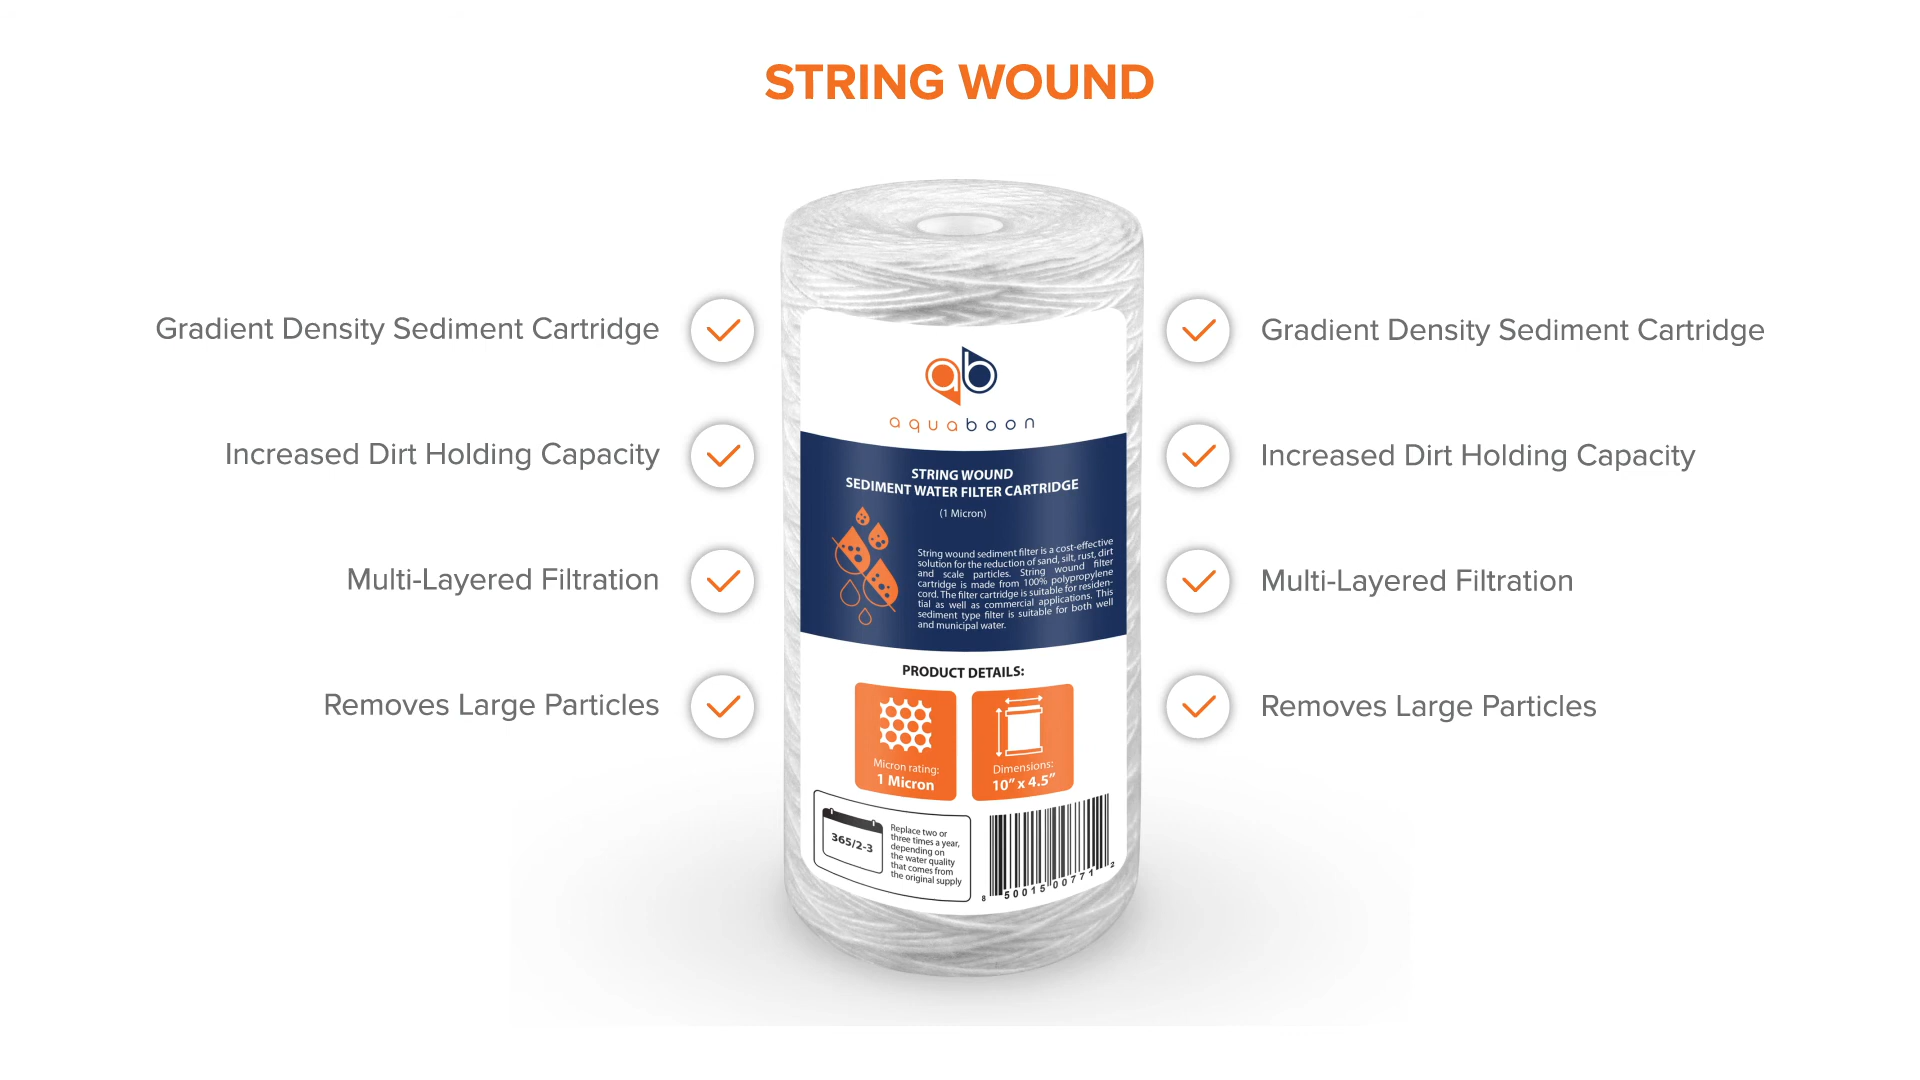 STRING WOUND
Gradient Density Sediment Cartridge
Increased Dirt Holding Capacity
Multi-Layered Filtration
Removes Large Particles
ab
aquaboon
STRING WOUND
SEDIMENT WATER FILTER CARTRIDGE
(1 Micron)
String wound sediment filter is a cost-effective
solution for the reduction of sand, silt, rust, dirt
and scale particles. String wound filter
cartridge is made from 100% polypropylene
cord. The filter cartridge is suitable for residen-
tial as well as commercial applications. This
sediment type filter is suitable for both well
and municipal water.
PRODUCT DETAILS:
Micron rating:
1 Micron
Dimensions:
10” x 4.5”
365/2-3
Replace two or
three times a year,
depending on
the water quality
that comes from
the original supply
8 50015 00771 2
Gradient Density Sediment Cartridge
Increased Dirt Holding Capacity
Multi-Layered Filtration
Removes Large Particles